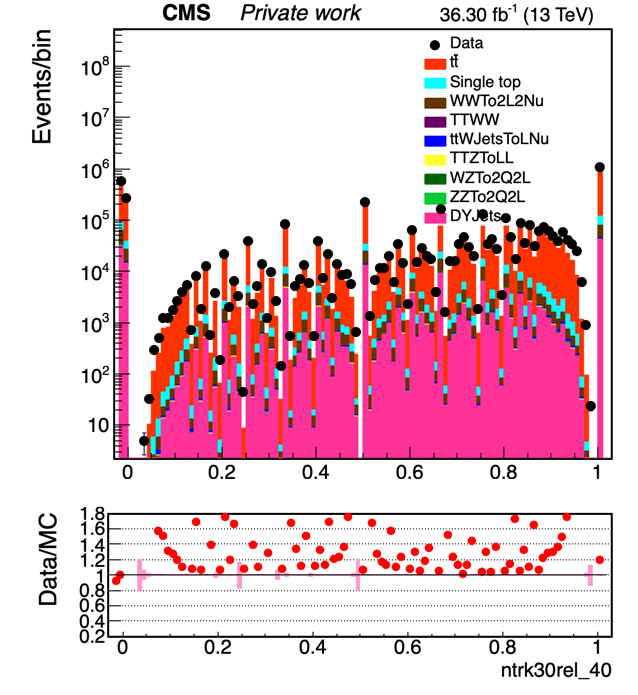 CMS Private work 36.30 fb⁻¹ (13 TeV)
Events/bin
10⁸
10⁷
10⁶
10⁵
10⁴
10³
10²
10
Data
tt̄
Single top
WWTo2L2Nu
TTWW
ttWJetsToLNu
TTZToLL
WZTo2Q2L
ZZTo2Q2L
DYJets
0 0.2 0.4 0.6 0.8 1
Data/MC
1.8
1.6
1.4
1.2
1
0.8
0.6
0.4
0.2
0 0.2 0.4 0.6 0.8 1
ntrk30rel_40